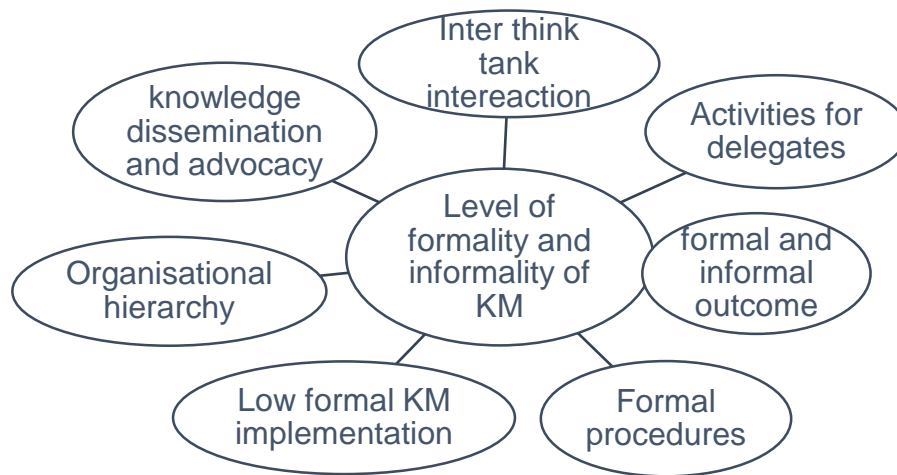 Inter think
tank
intereaction
knowledge
dissemination
and advocacy
Activities for
delegates
Level of
formality and
informality of
KM
formal and
informal
outcome
Organisational
hierarchy
Low formal KM
implementation
Formal
procedures